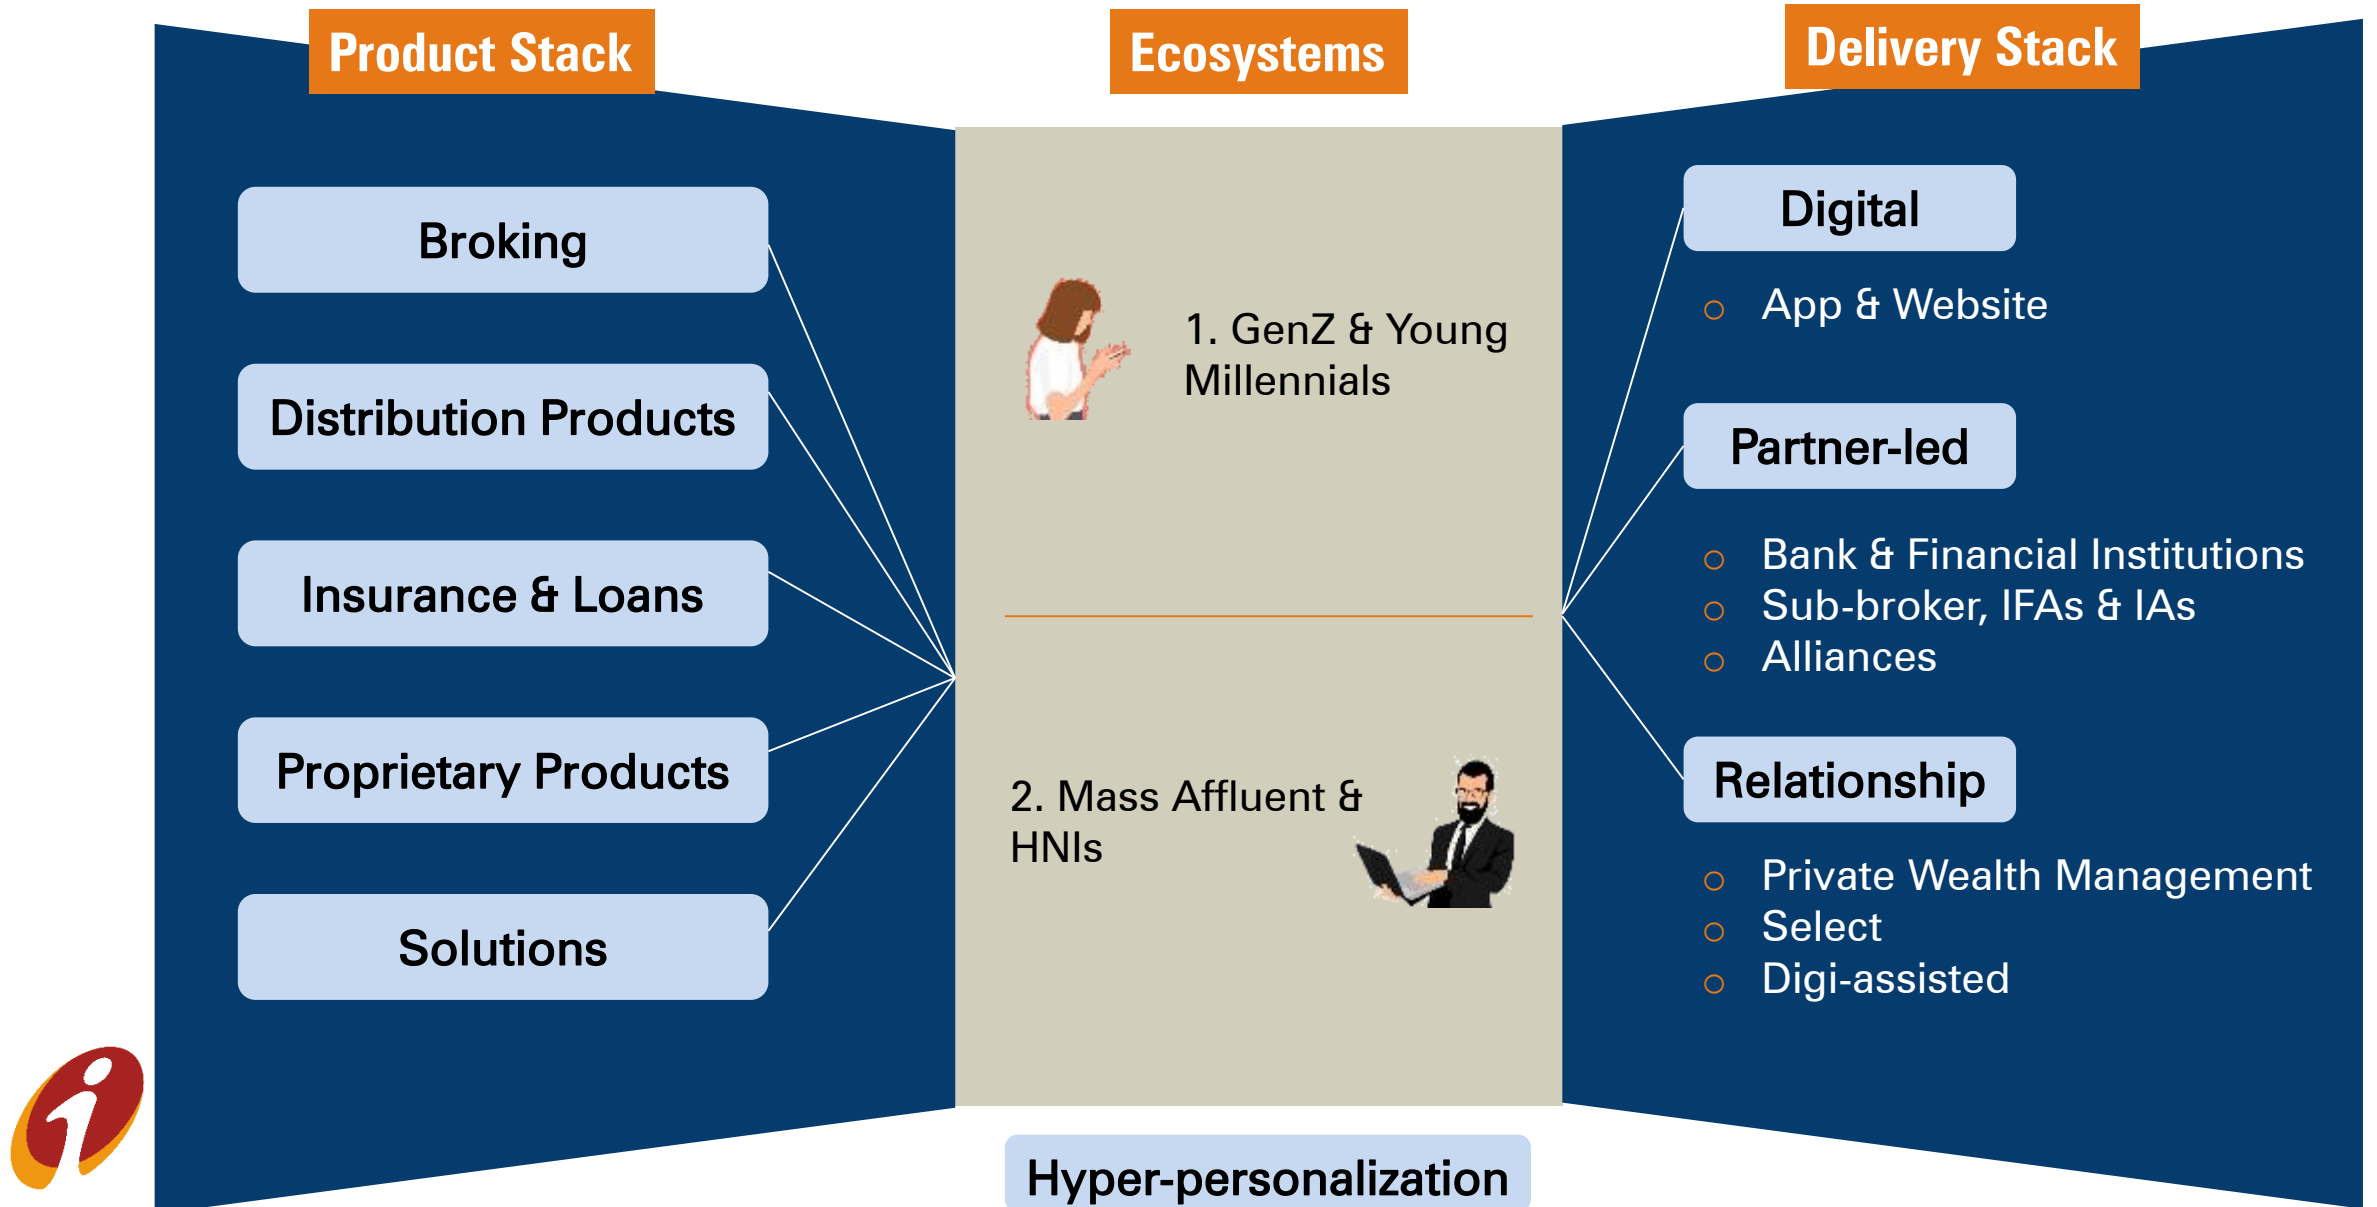 Product Stack
Broking
Distribution Products
Insurance & Loans
Proprietary Products
Solutions
Ecosystems
1. GenZ & Young
Millennials
2. Mass Affluent &
HNIs
Hyper-personalization
Delivery Stack
Digital
App & Website
Partner-led
Bank & Financial Institutions
Sub-broker, IFAs & IAs
Alliances
Relationship
Private Wealth Management
Select
Digi-assisted